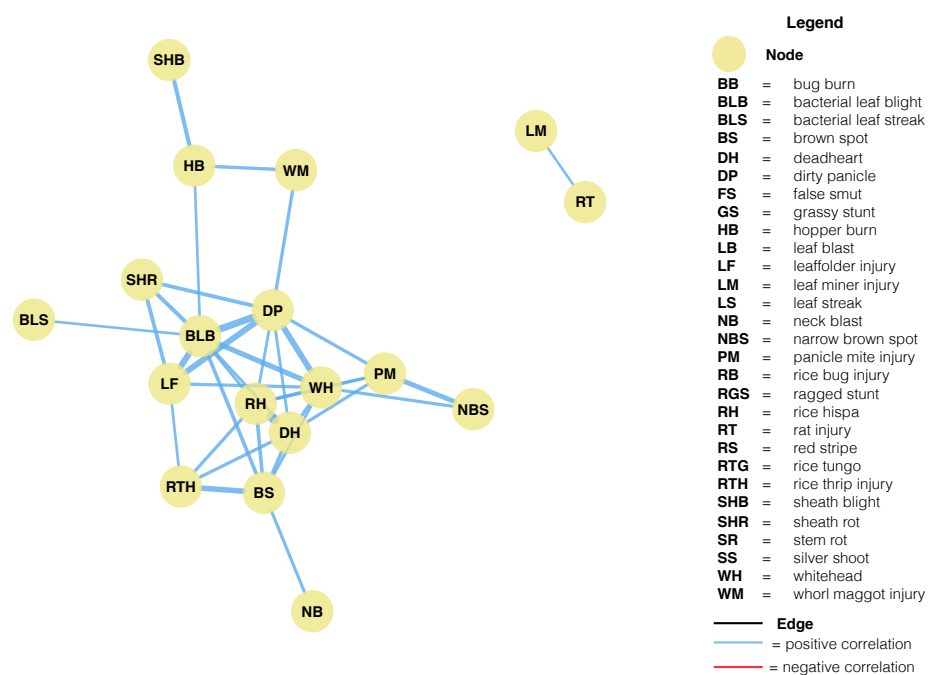 SHB
HB
WM
LM
RT
SHR
BLS
DP
BLB
LF
WH
PM
RH
NBS
DH
RTH
BS
NB
Legend
Node
BB = bug burn
BLB = bacterial leaf blight
BLS = bacterial leaf streak
BS = brown spot
DH = deadheart
DP = dirty panicle
FS = false smut
GS = grassy stunt
HB = hopper burn
LB = leaf blast
LF = leaffolder injury
LM = leaf miner injury
LS = leaf streak
NB = neck blast
NBS = narrow brown spot
PM = panicle mite injury
RB = rice bug injury
RGS = ragged stunt
RH = rice hispa
RT = rat injury
RS = red stripe
RTG = rice tungo
RTH = rice thrip injury
SHB = sheath blight
SHR = sheath rot
SR = stem rot
SS = silver shoot
WH = whitehead
WM = whorl maggot injury
Edge
= positive correlation
= negative correlation